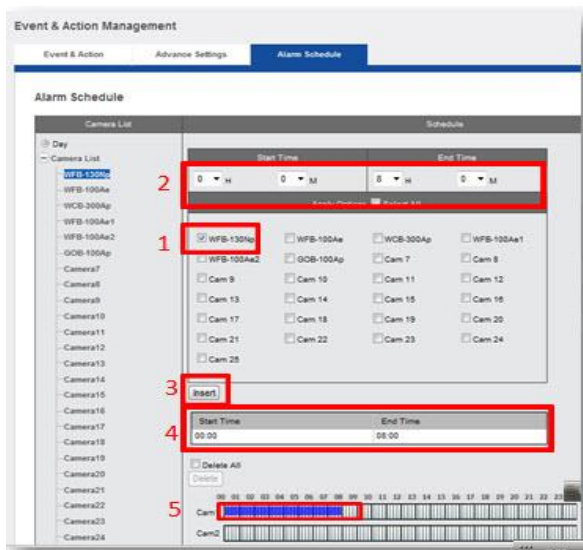 Event & Action Management
Event & Action Advance Settings Alarm Schedule
Alarm Schedule
Camera List Schedule
Day
Camera List
WFB-130Np
WFB-100Ae
WCB-300Ap
WFB-100Ae1
WFB-100Ae2
GOB-100Ap
Camera7
Camera8
Camera9
Camera10
Camera11
Camera12
Camera13
Camera14
Camera15
Camera16
Camera17
Camera18
Camera19
Camera20
Camera21
Camera22
Camera23
Camera24
Start Time End Time
2 0 H 0 M 8 H 0 M
Apply Options Select All
1 WFB-130Np WFB-100Ae WCB-300Ap WFB-100Ae1
WFB-100Ae2 GOB-100Ap Cam 7 Cam 8
Cam 9 Cam 10 Cam 11 Cam 12
Cam 13 Cam 14 Cam 15 Cam 16
Cam 17 Cam 18 Cam 19 Cam 20
Cam 21 Cam 22 Cam 23 Cam 24
Cam 25
3 Insert
Start Time End Time
4 00:00 08:00
Delete All
Delete
00 01 02 03 04 05 06 07 08 09 10 11 12 13 14 15 16 17 18 19 20 21 22 23
5 Cam
Cam2